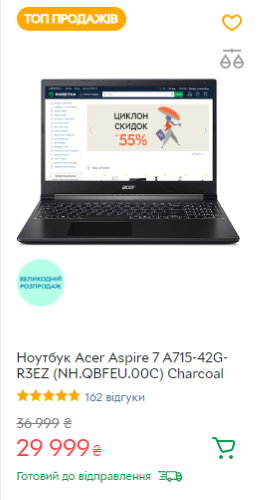 ТОП ПРОДАЖІВ
ЦИКЛОН
СКИДОК
до
55%
acer
ВЕЛИКОДНІЙ
РОЗПРОДАЖ
Ноутбук Acer Aspire 7 A715-42G-
R3EZ (NH.QBFEU.00C) Charcoal
162 відгуки
36 999 ₴
29 999 ₴
Готовий до відправлення